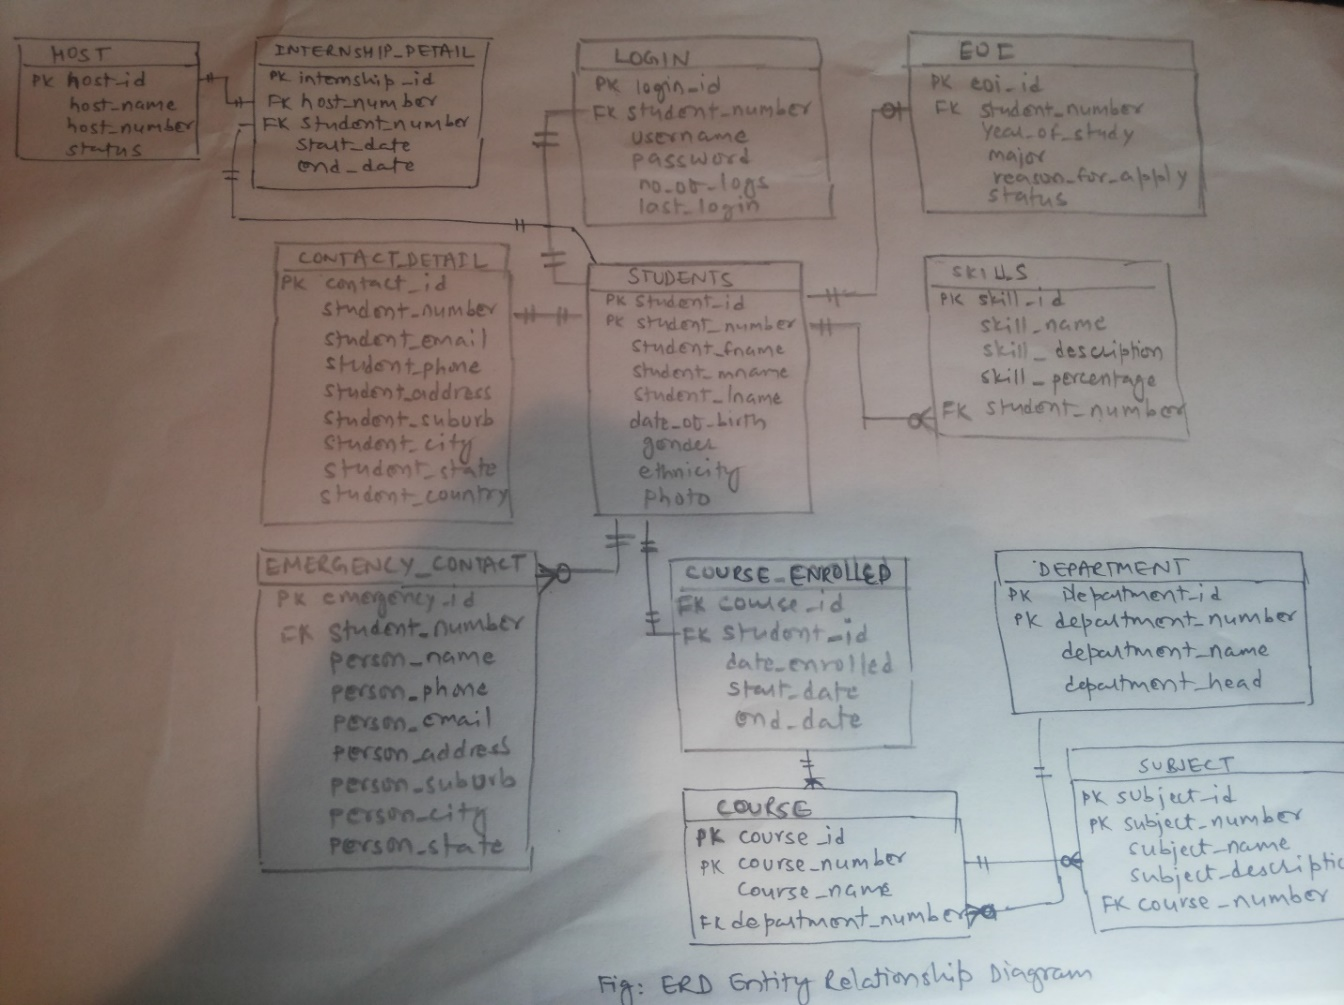 HOST
PK host_id
host_name
host_number
status
INTERNSHIP_DETAIL
PK internship_id
FK host_number
FK student_number
start_date
end_date
LOGIN
PK login_id
FK student_number
username
password
no_of_logs
last_login
EOI
PK eoi_id
FK student_number
year_of_study
major
reason_for_apply
status
CONTACT_DETAIL
PK contact_id
student_number
student_email
student_phone
student_address
student_suburb
student_city
student_state
student_country
STUDENTS
PK student_id
PK student_number
student_fname
student_mname
student_lname
date_of_birth
gender
ethnicity
photo
SKILLS
PK skill_id
skill_name
skill_description
skill_percentage
FK student_number
EMERGENCY_CONTACT
PK emergency_id
FK student_number
person_name
person_phone
person_email
person_address
person_suburb
person_city
person_state
COURSE_ENROLLED
FK course_id
FK student_id
date_enrolled
start_date
end_date
DEPARTMENT
PK department_id
PK department_number
department_name
department_head
COURSE
PK course_id
PK course_number
course_name
FK department_number
SUBJECT
PK subject_id
PK subject_number
subject_name
subject_descriptio
FK course_number
Fig: ERD Entity Relationship Diagram